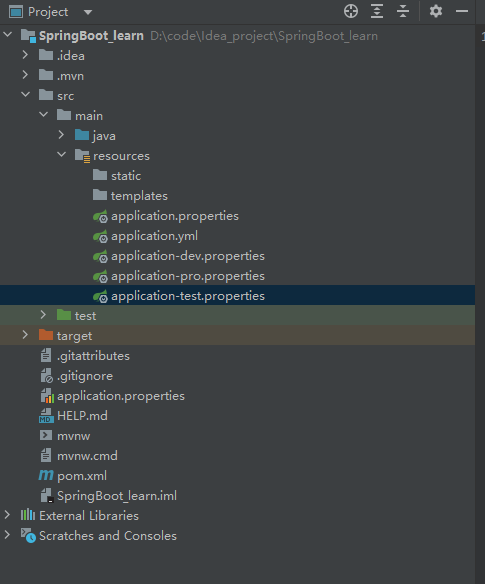 Project
SpringBoot_learn D:\code\Idea_project\SpringBoot_learn
.idea
.mvn
src
main
java
resources
static
templates
application.properties
application.yml
application-dev.properties
application-pro.properties
application-test.properties
test
target
.gitattributes
.gitignore
application.properties
HELP.md
mvnw
mvnw.cmd
pom.xml
SpringBoot_learn.iml
External Libraries
Scratches and Consoles